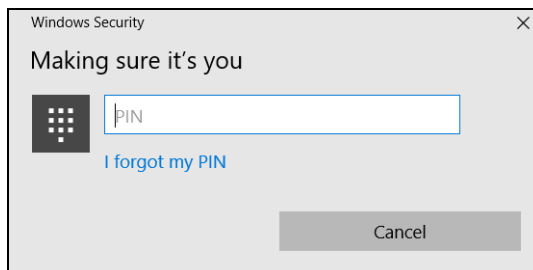 Windows Security
Making sure it's you
PIN
I forgot my PIN
Cancel